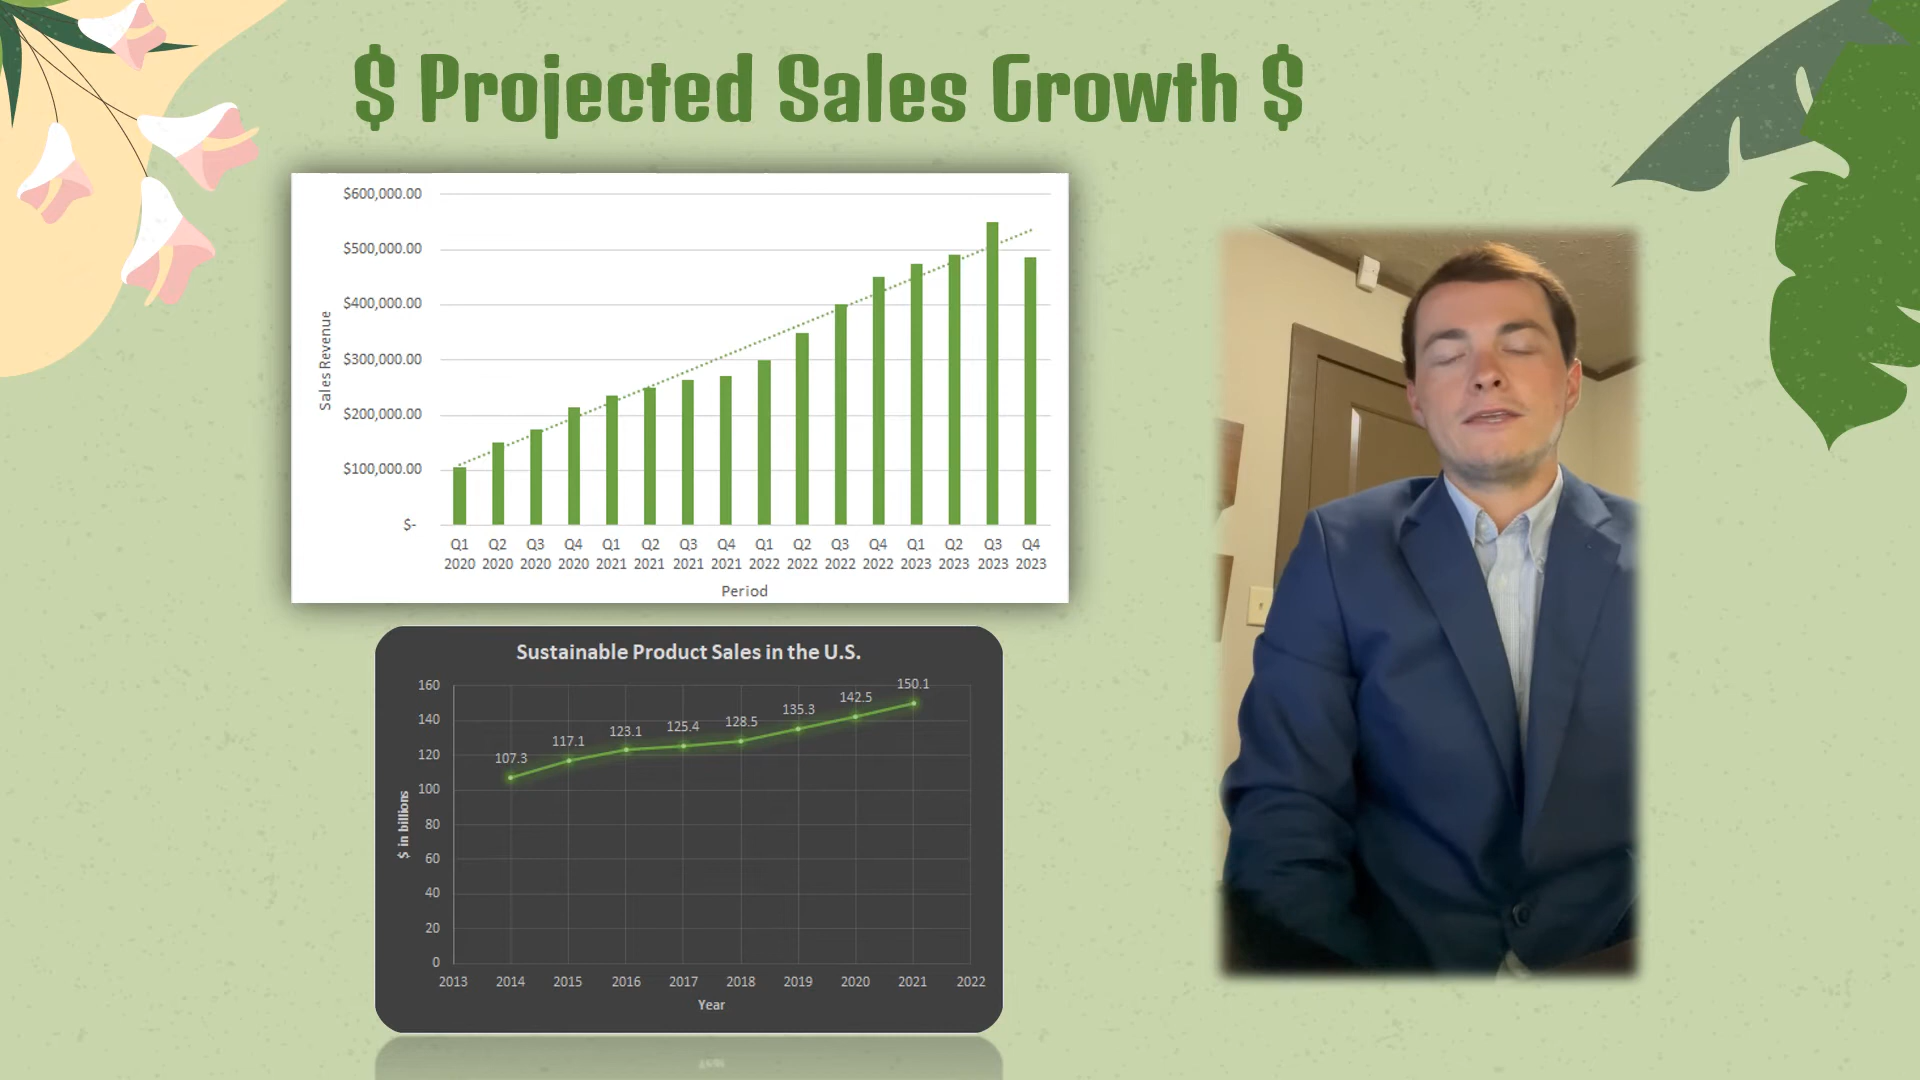 $ Projected Sales Growth $
$600,000.00
$500,000.00
$400,000.00
$300,000.00
$200,000.00
$100,000.00
$-
Sales Revenue
Q1 Q2 Q3 Q4 Q1 Q2 Q3 Q4 Q1 Q2 Q3 Q4 Q1 Q2 Q3 Q4
2020 2020 2020 2020 2021 2021 2021 2021 2022 2022 2022 2022 2023 2023 2023 2023
Period
Sustainable Product Sales in the U.S.
160
140
120
100
80
60
40
20
0
$ in billions
107.3 117.1 123.1 125.4 128.5 135.3 142.5 150.1
2013 2014 2015 2016 2017 2018 2019 2020 2021 2022
Year